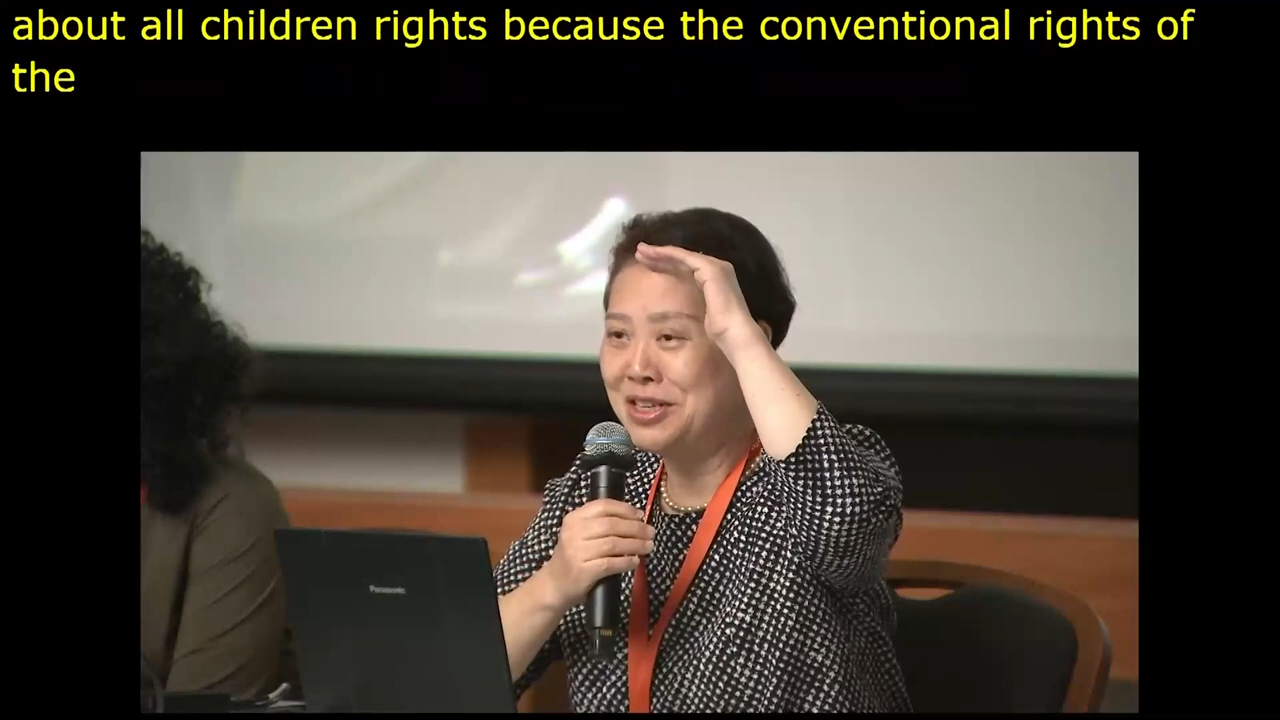 about all children rights because the conventional rights of
the
Panasonic